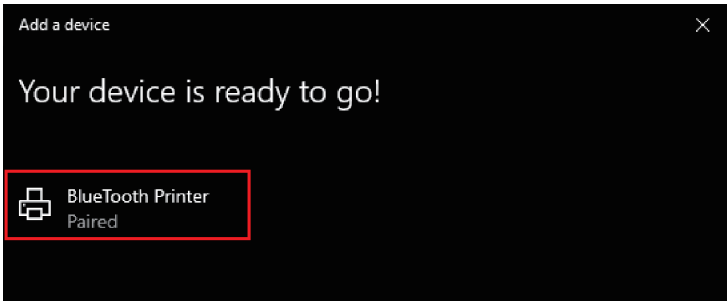 Add a device
Your device is ready to go!
BlueTooth Printer
Paired